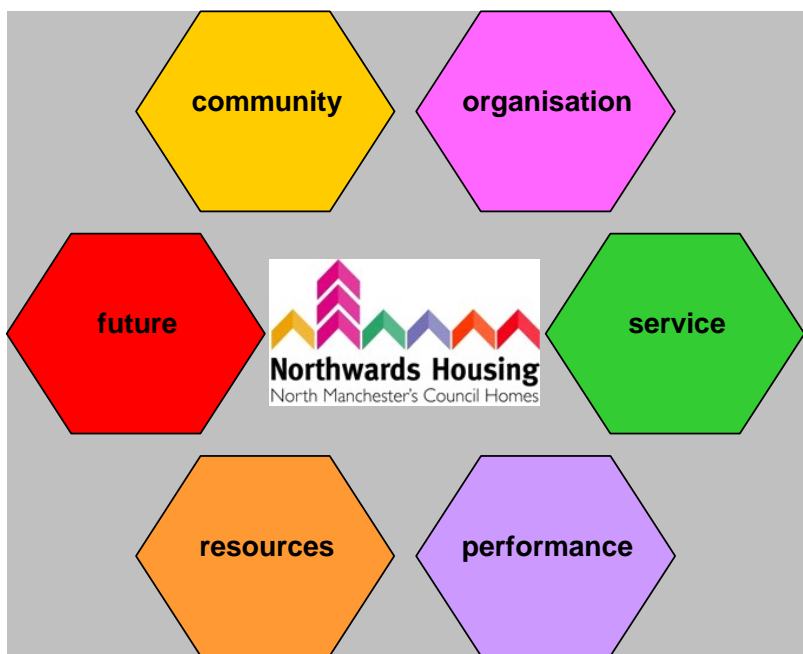 community
organisation
future
Northwards Housing
North Manchester's Council Homes
service
resources
performance